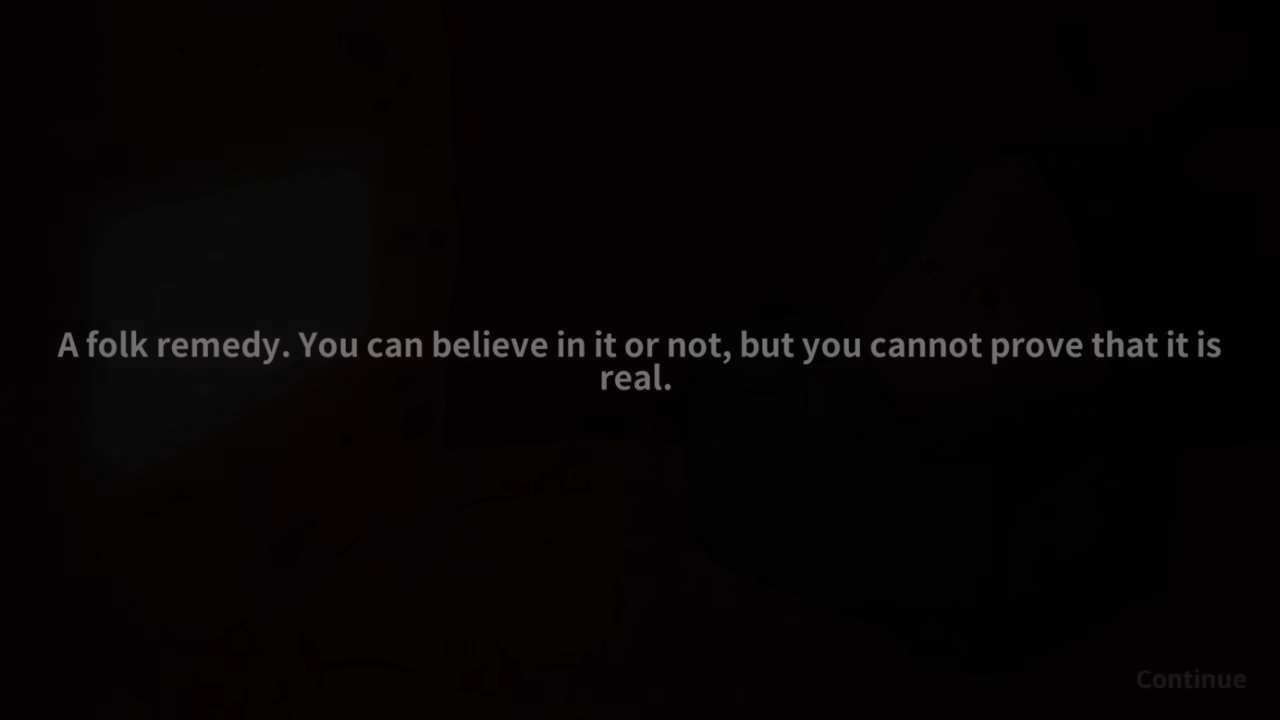 A folk remedy. You can believe in it or not, but you cannot prove that it is
real.
Continue